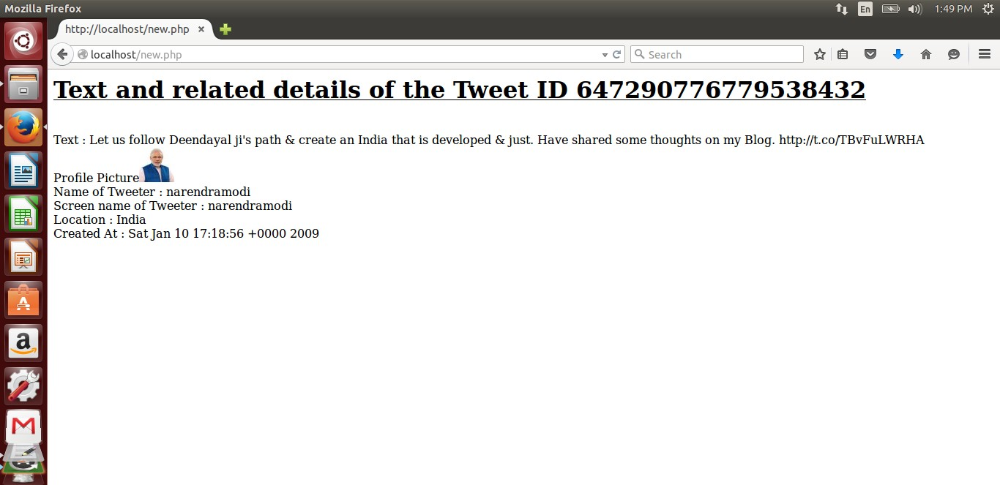 Mozilla Firefox
En
1:49 PM
http://localhost/new.php
localhost/new.php
Search
Text and related details of the Tweet ID 647290776779538432
Text : Let us follow Deendayal ji's path & create an India that is developed & just. Have shared some thoughts on my Blog. http://t.co/TBvFuLWRHA
Profile Picture
Name of Tweeter : narendramodi
Screen name of Tweeter : narendramodi
Location : India
Created At : Sat Jan 10 17:18:56 +0000 2009